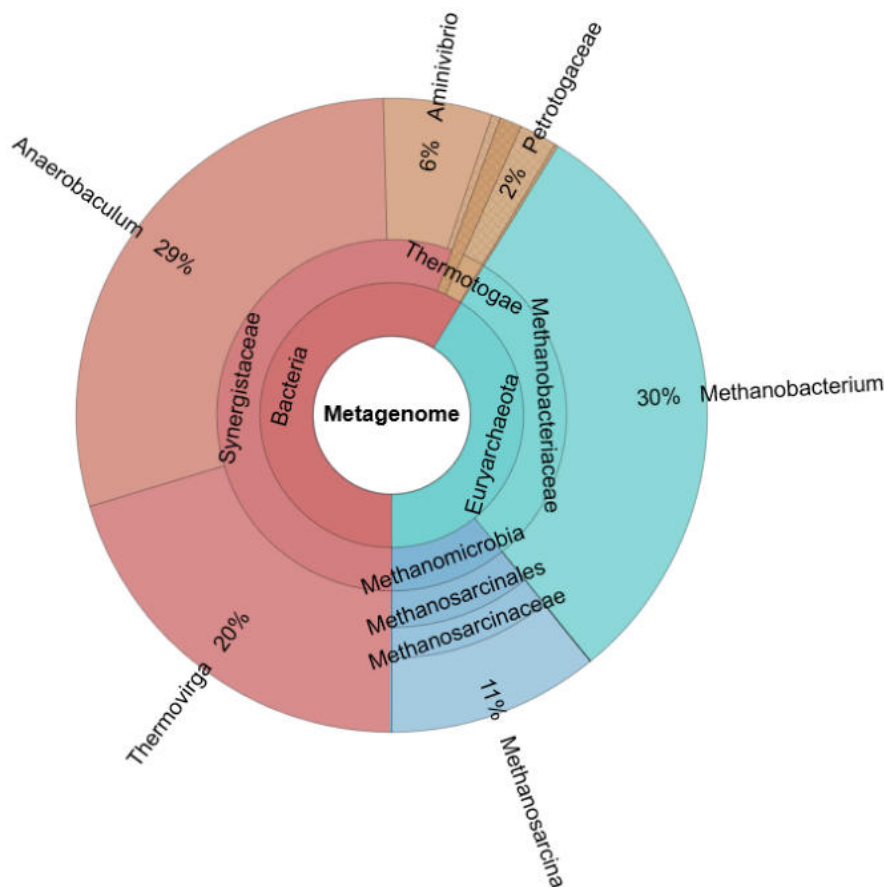 Aminivibrio
6%
Petrotogaceae
2%
Anaerobaculum 29%
Thermotogae
Methanobacteriaceae
30% Methanobacterium
Synergistaceae
Bacteria
Metagenome
Euryarchaeota
Methanomicrobia
Methanosarcinales
Methanosarcinaceae
Thermovirga 20%
11% Methanosarcina